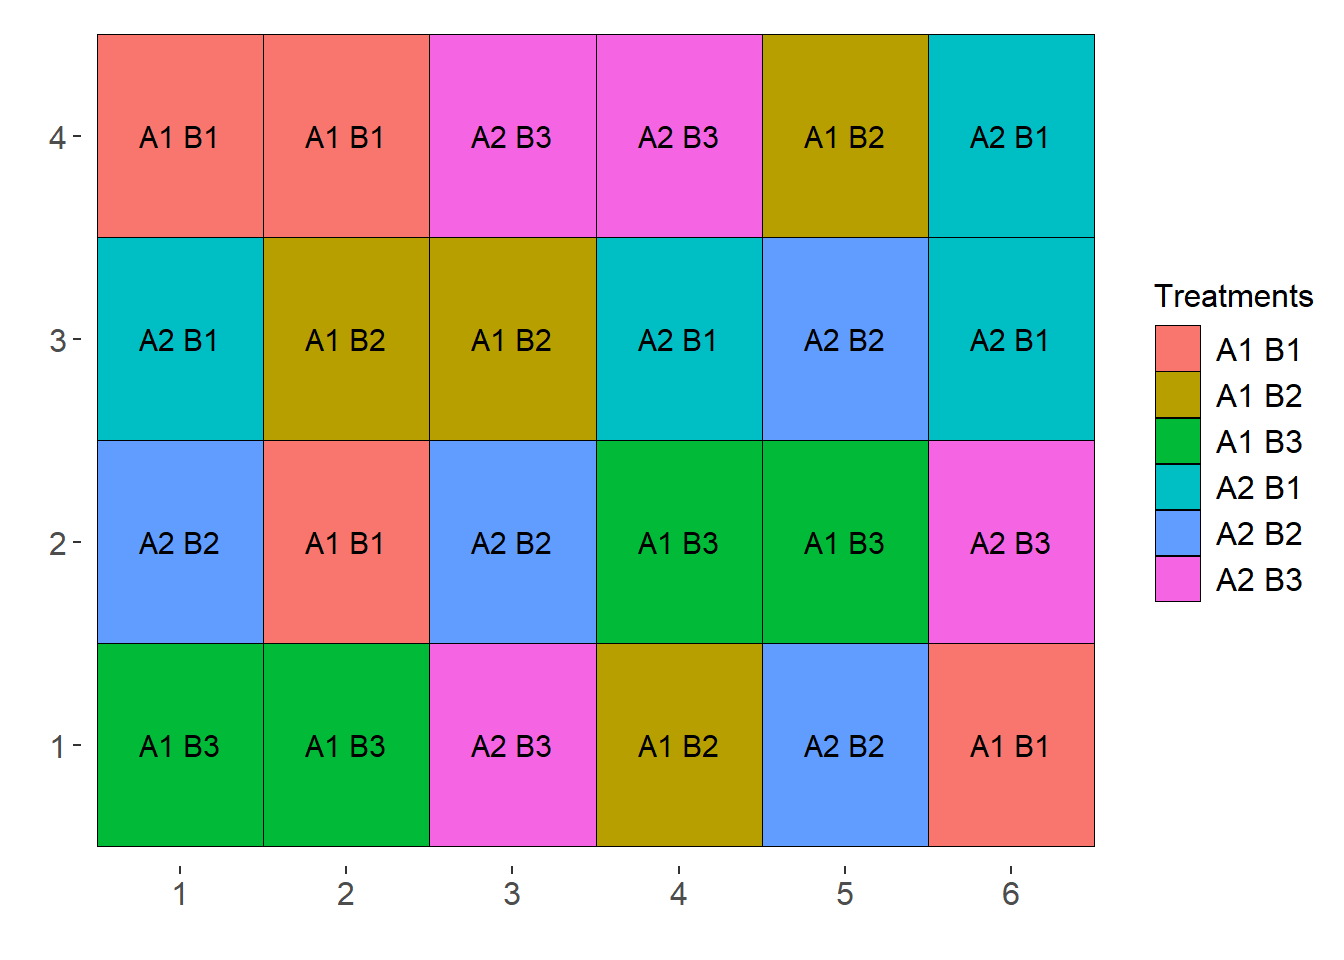 4
A1 B1 A1 B1 A2 B3 A2 B3 A1 B2 A2 B1
3
A2 B1 A1 B2 A1 B2 A2 B1 A2 B2 A2 B1
2
A2 B2 A1 B1 A2 B2 A1 B3 A1 B3 A2 B3
1
A1 B3 A1 B3 A2 B3 A1 B2 A2 B2 A1 B1
1 2 3 4 5 6
Treatments
A1 B1
A1 B2
A1 B3
A2 B1
A2 B2
A2 B3